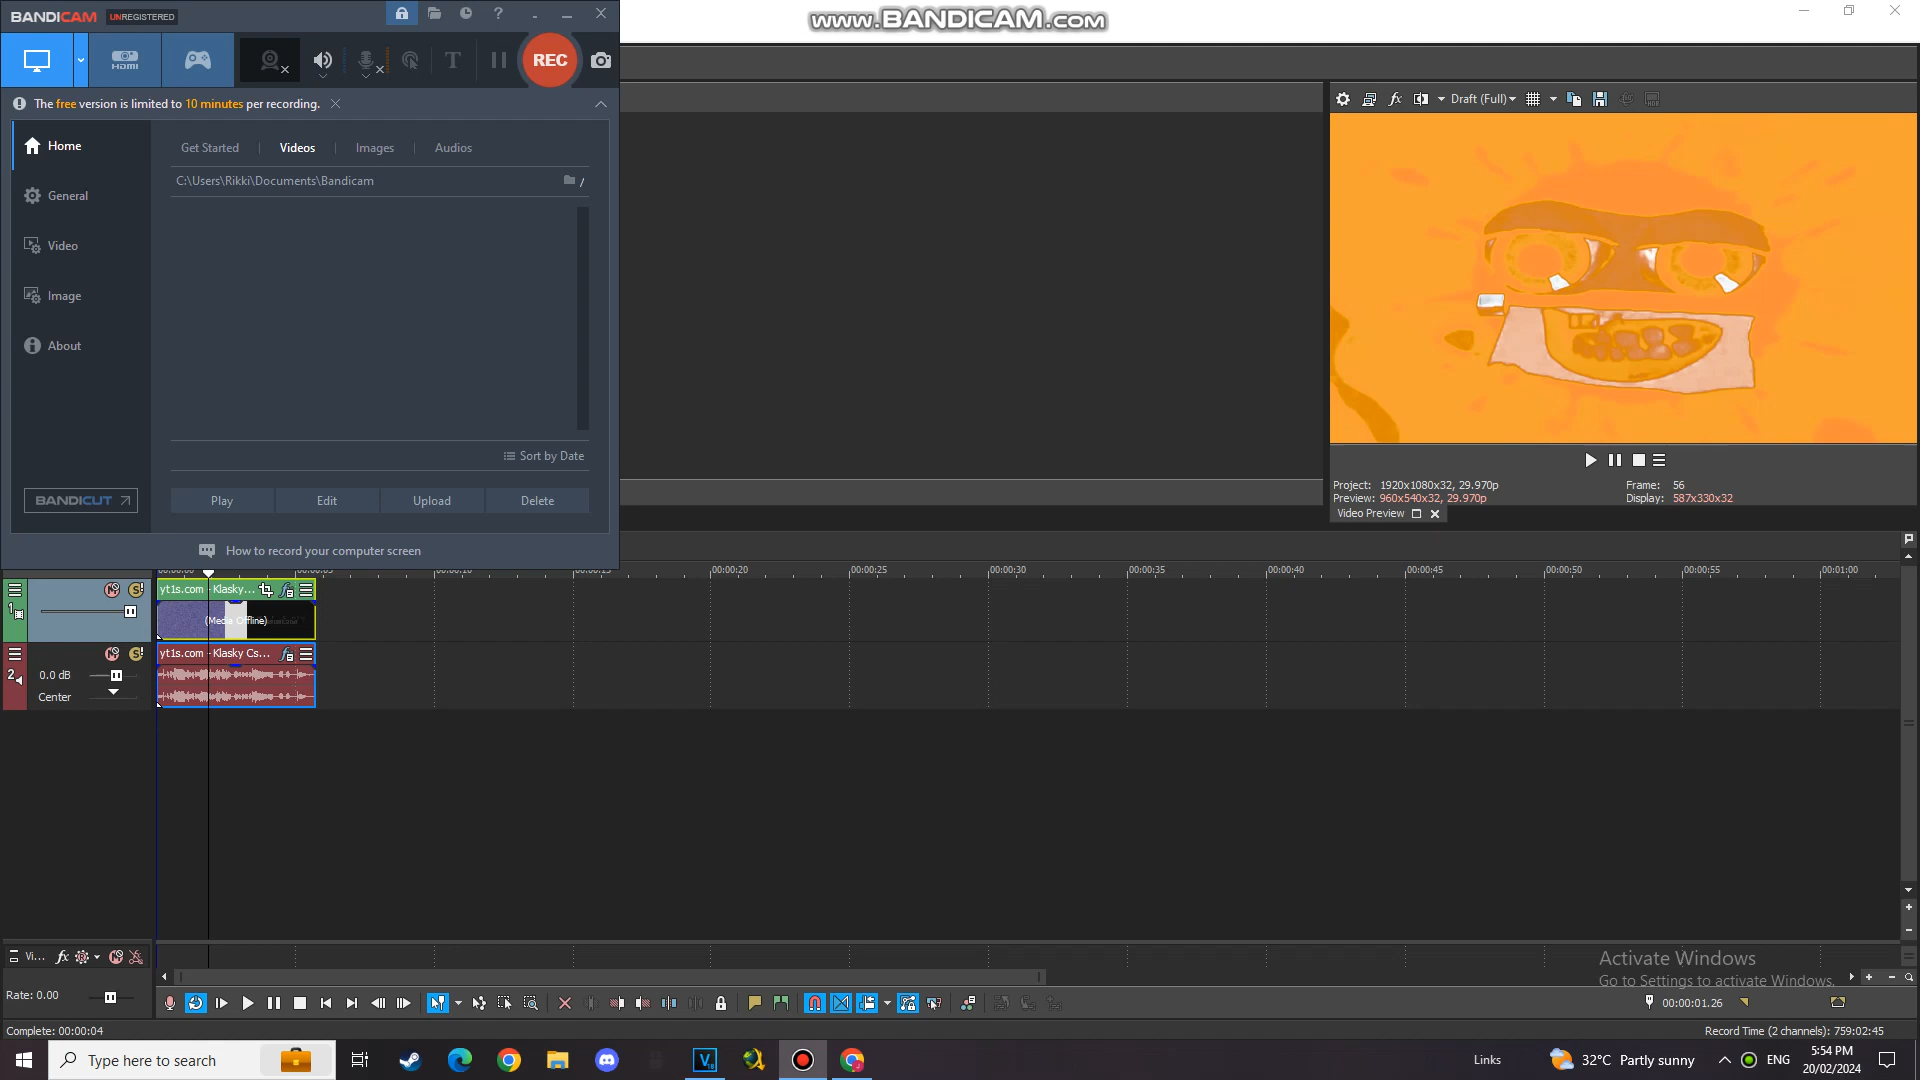 BANDICAM UNREGISTERED
www.BANDICAM.com
HDMI
T
REC
The free version is limited to 10 minutes per recording.
Home
General
Video
Image
About
BANDICUT
Get Started
Videos
Images
Audios
C:\Users\Rikki\Documents\Bandicam
Sort by Date
Play
Edit
Upload
Delete
How to record your computer screen
Draft (Full)
Project: 1920x1080x32, 29.970p
Frame: 56
Preview: 960x540x32, 29.970p
Display: 587x330x32
Video Preview
00:00:20
00:00:25
00:00:30
00:00:35
00:00:40
00:00:45
00:00:50
00:00:55
00:01:00
1
yt1s.com - Klasky...
(Media Offline)
2
yt1s.com - Klasky Cs...
0.0 dB
Center
Vi...
Rate: 0.00
Activate Windows
Go to Settings to activate Windows.
00:00:01.26
Complete: 00:00:04
Record Time (2 channels): 759:02:45
Type here to search
Links
32°C Partly sunny
ENG
5:54 PM
20/02/2024